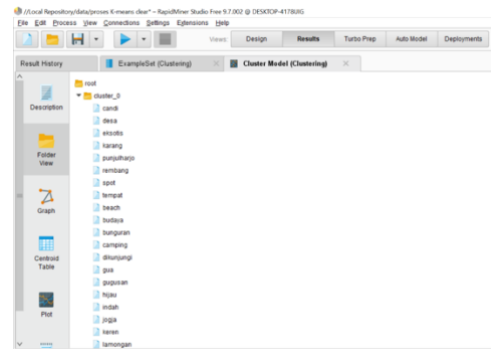 //Local Repository/data/proses K-means clear* – RapidMiner Studio Free 9.7.002 @ DESKTOP-4178UIG
File Edit Process View Connections Settings Extensions Help
Views: Design Results Turbo Prep Auto Model Deployments
Result History ExampleSet (Clustering) Cluster Model (Clustering)
Description
Folder View
Graph
Centroid Table
Plot
root
cluster_0
candi
desa
eksotis
karang
punjulharjo
rembang
spot
tempat
beach
budaya
bunguran
camping
dikunjungi
gua
gugusan
hijau
indah
jogja
keren
lamongan